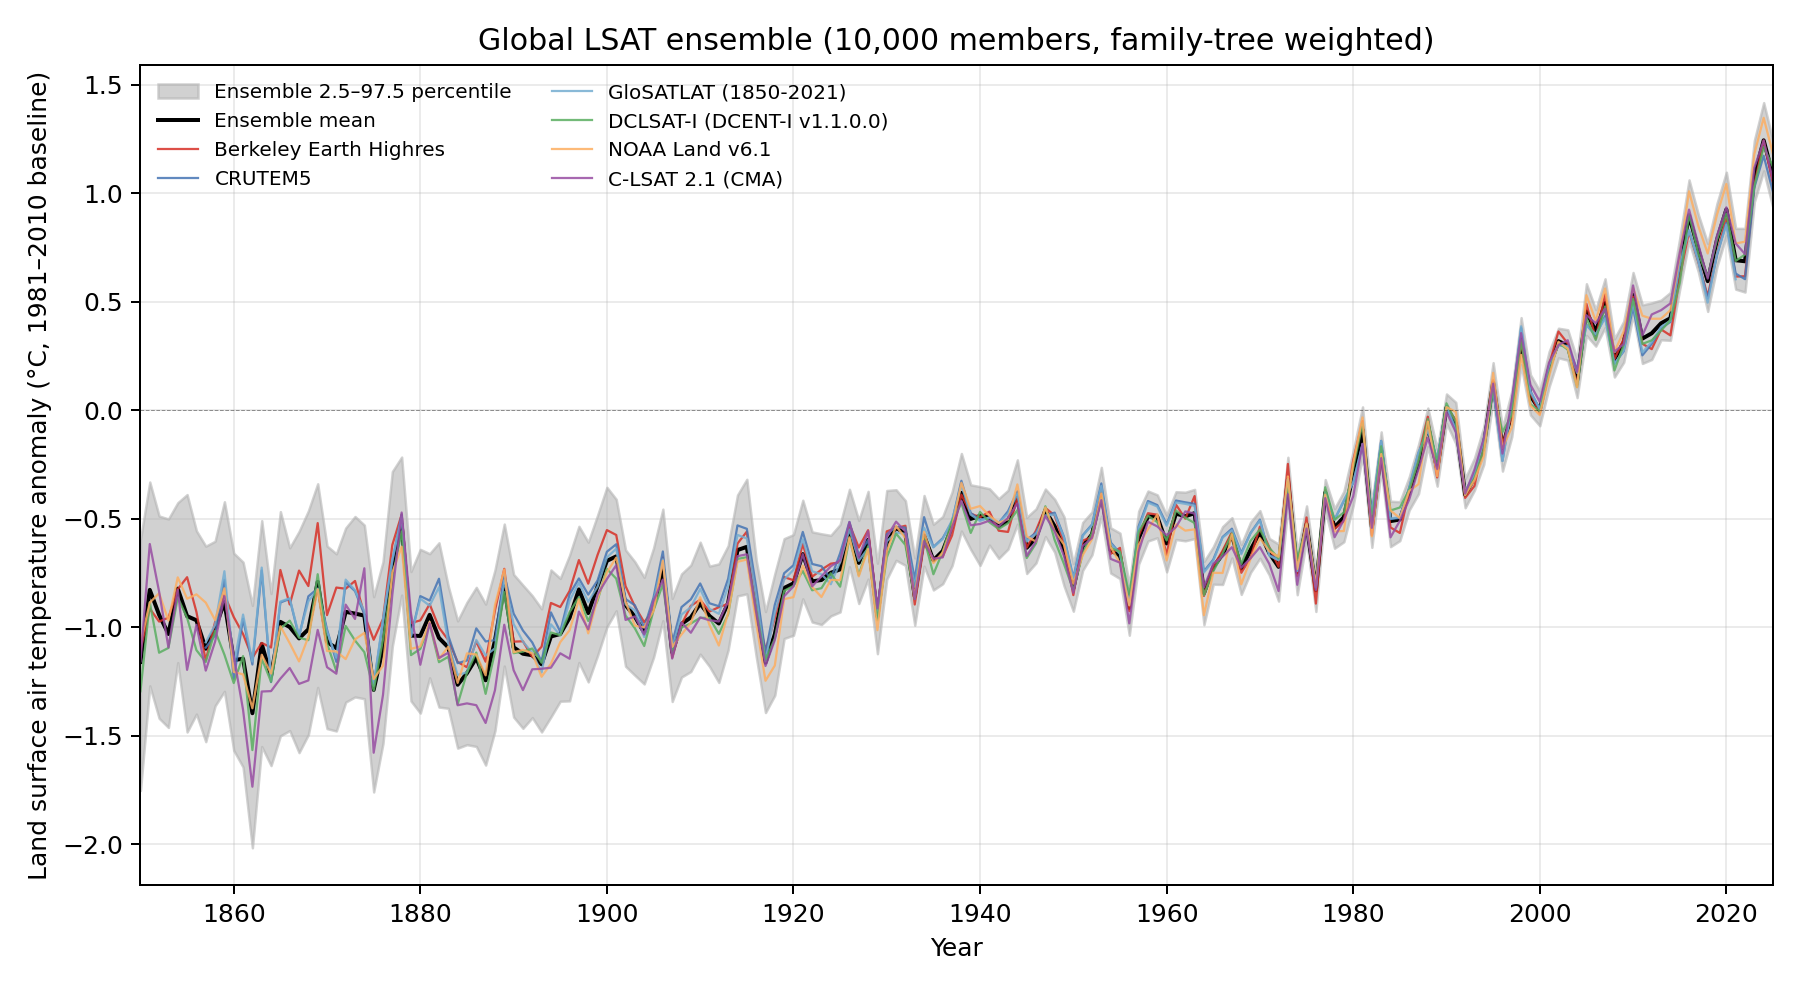 Global LSAT ensemble (10,000 members, family-tree weighted)
Land surface air temperature anomaly (°C, 1981–2010 baseline)
1.5
1.0
0.5
0.0
−0.5
−1.0
−1.5
−2.0
Ensemble 2.5–97.5 percentile
Ensemble mean
Berkeley Earth Highres
CRUTEM5
GloSATLAT (1850-2021)
DCLSAT-I (DCENT-I v1.1.0.0)
NOAA Land v6.1
C-LSAT 2.1 (CMA)
1860 1880 1900 1920 1940 1960 1980 2000 2020
Year